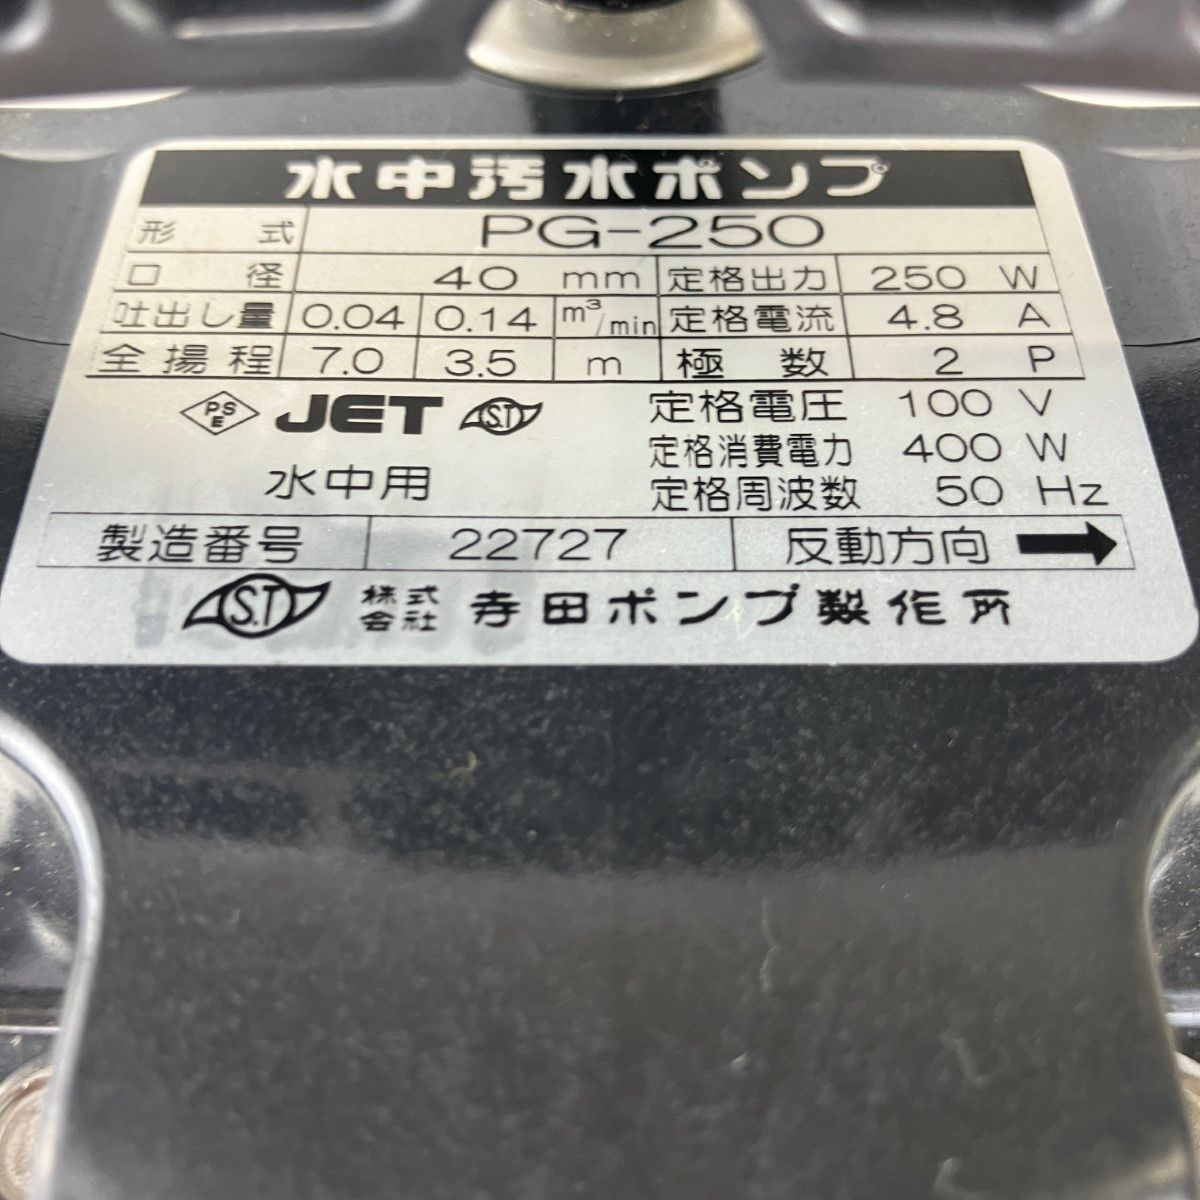 水中汚水ポンプ
形式 PG-250
口径 40 mm 定格出力 250 W
吐出し量 0.04 0.14 m³/min 定格電流 4.8 A
全揚程 7.0 3.5 m 極数 2 P
PSE JET S.T 定格電圧 100 V
定格消費電力 400 W
水中用 定格周波数 50 Hz
製造番号 22727 反動方向 →
S.T 株式会社 寺田ポンプ製作所